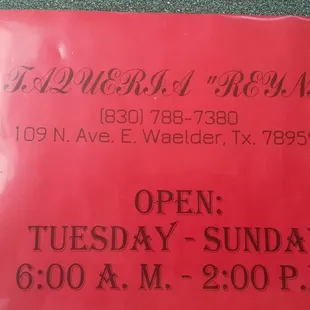 TAQUERIA "REYN
(830) 788-7380
109 N. Ave. E. Waelder, Tx. 7895
OPEN:
TUESDAY - SUNDA
6:00 A. M. - 2:00 P.